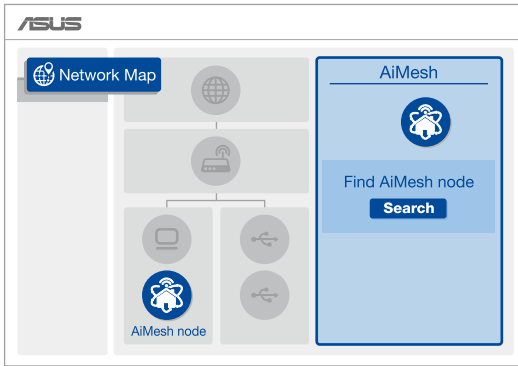 ASUS
Network Map
AiMesh
Find AiMesh node
Search
AiMesh node